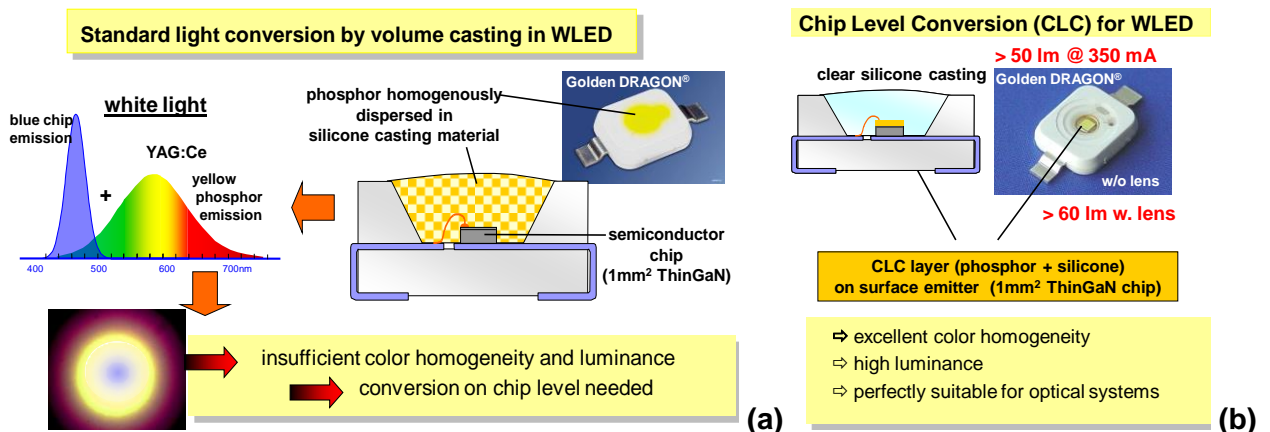 Standard light conversion by volume casting in WLED
white light
blue chip
emission
YAG:Ce
+
yellow
phosphor
emission
400
500
600
700nm
phosphor homogenously
dispersed in
silicone casting material
Golden DRAGON®
semiconductor
chip
(1mm² ThinGaN)
insufficient color homogeneity and luminance
conversion on chip level needed
(a)
Chip Level Conversion (CLC) for WLED
> 50 lm @ 350 mA
clear silicone casting
Golden DRAGON®
w/o lens
> 60 lm w. lens
CLC layer (phosphor + silicone)
on surface emitter (1mm² ThinGaN chip)
⇨ excellent color homogeneity
⇨ high luminance
⇨ perfectly suitable for optical systems
(b)